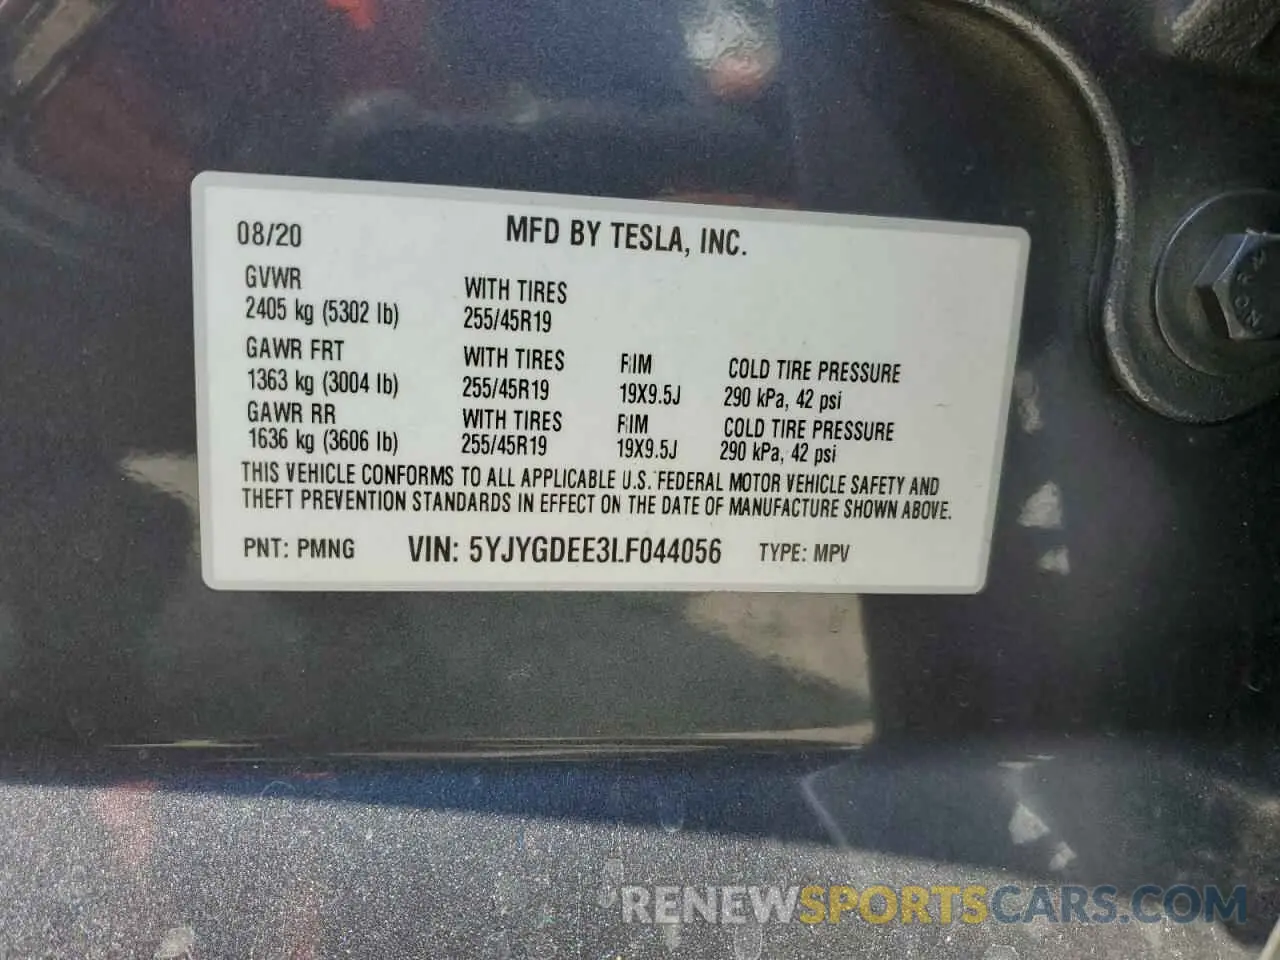 08/20 MFD BY TESLA, INC.
GVWR WITH TIRES
2405 kg (5302 lb) 255/45R19
GAWR FRT WITH TIRES RIM COLD TIRE PRESSURE
1363 kg (3004 lb) 255/45R19 19X9.5J 290 kPa, 42 psi
GAWR RR WITH TIRES RIM COLD TIRE PRESSURE
1636 kg (3606 lb) 255/45R19 19X9.5J 290 kPa, 42 psi
THIS VEHICLE CONFORMS TO ALL APPLICABLE U.S. FEDERAL MOTOR VEHICLE SAFETY AND
THEFT PREVENTION STANDARDS IN EFFECT ON THE DATE OF MANUFACTURE SHOWN ABOVE.
PNT: PMNG VIN: 5YJYGDEE3LF044056 TYPE: MPV
RENEWSPORTSCARS.COM